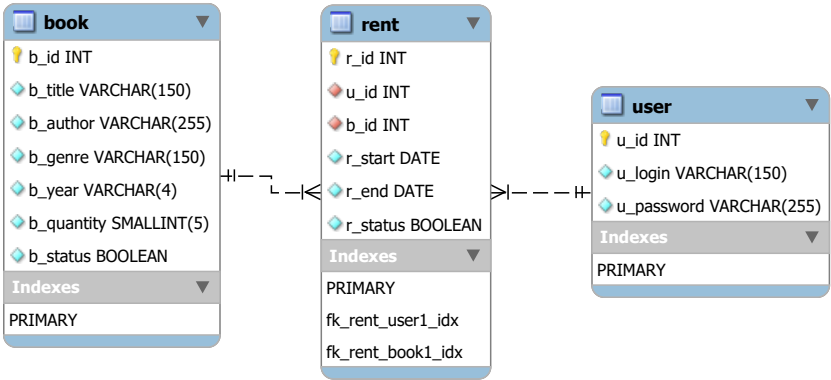 book
b_id INT
b_title VARCHAR(150)
b_author VARCHAR(255)
b_genre VARCHAR(150)
b_year VARCHAR(4)
b_quantity SMALLINT(5)
b_status BOOLEAN
Indexes
PRIMARY
rent
r_id INT
u_id INT
b_id INT
r_start DATE
r_end DATE
r_status BOOLEAN
Indexes
PRIMARY
fk_rent_user1_idx
fk_rent_book1_idx
user
u_id INT
u_login VARCHAR(150)
u_password VARCHAR(255)
Indexes
PRIMARY